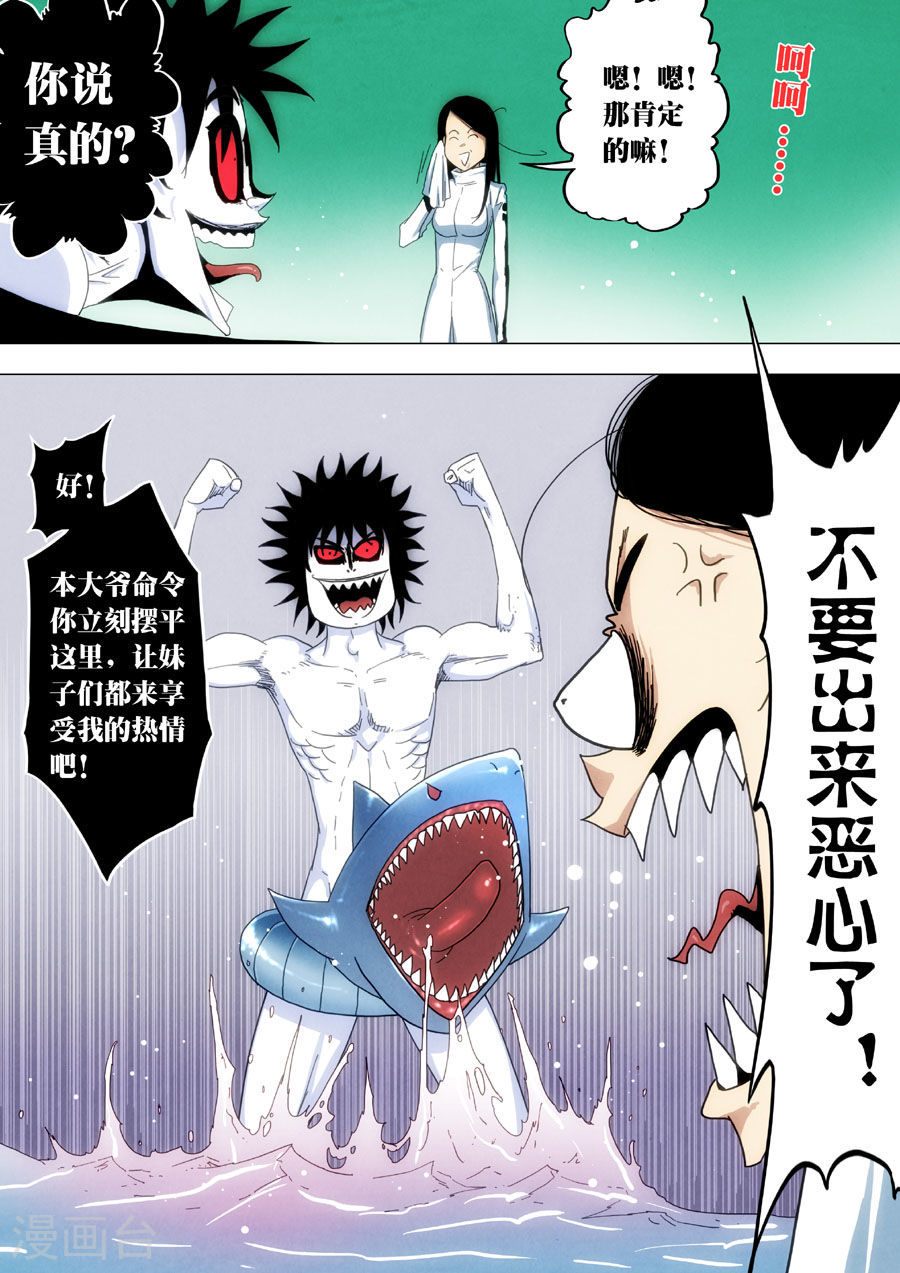 你说
真的？
嗯！嗯！
那肯定
的嘛！
呵呵……
好！
本大爷命令
你立刻摆平
这里，让妹
子们都来享
受我的热情
吧！
不要出来恶心了！
漫画台